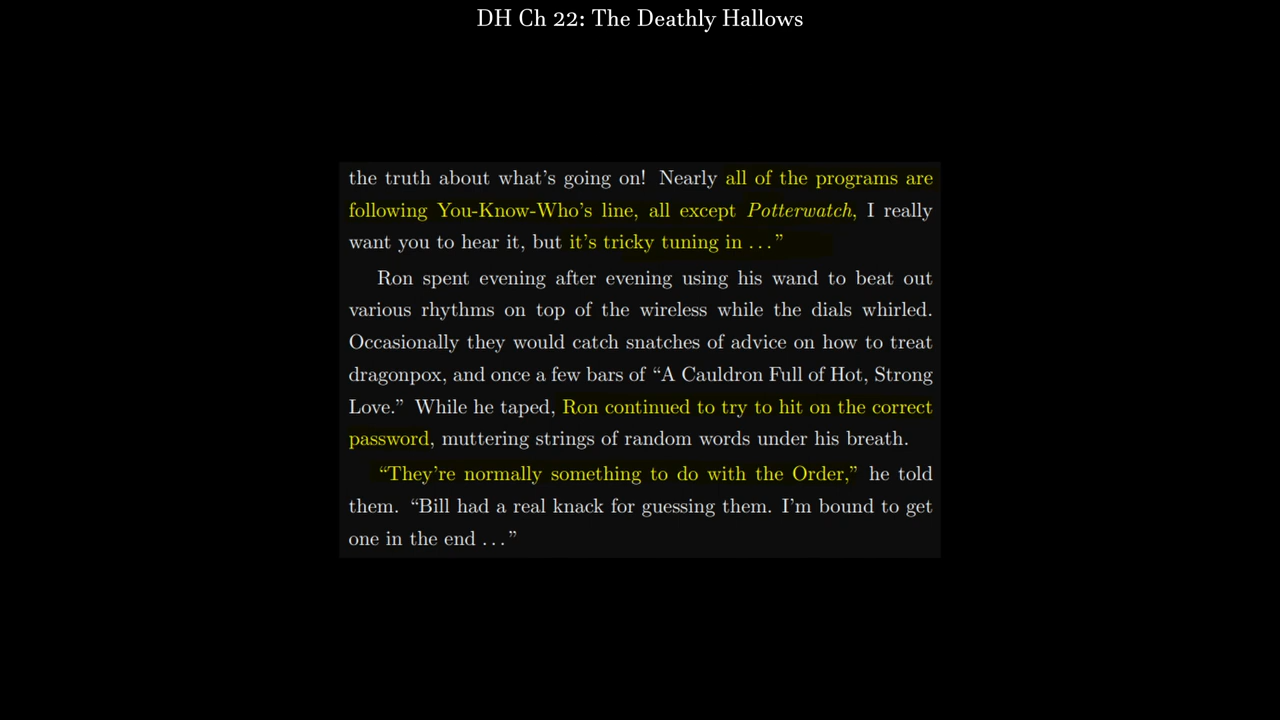 DH Ch 22: The Deathly Hallows
the truth about what’s going on! Nearly all of the programs are
following You-Know-Who’s line, all except Potterwatch, I really
want you to hear it, but it’s tricky tuning in . . .”
Ron spent evening after evening using his wand to beat out
various rhythms on top of the wireless while the dials whirled.
Occasionally they would catch snatches of advice on how to treat
dragonpox, and once a few bars of “A Cauldron Full of Hot, Strong
Love.” While he taped, Ron continued to try to hit on the correct
password, muttering strings of random words under his breath.
“They’re normally something to do with the Order,” he told
them. “Bill had a real knack for guessing them. I’m bound to get
one in the end . . .”